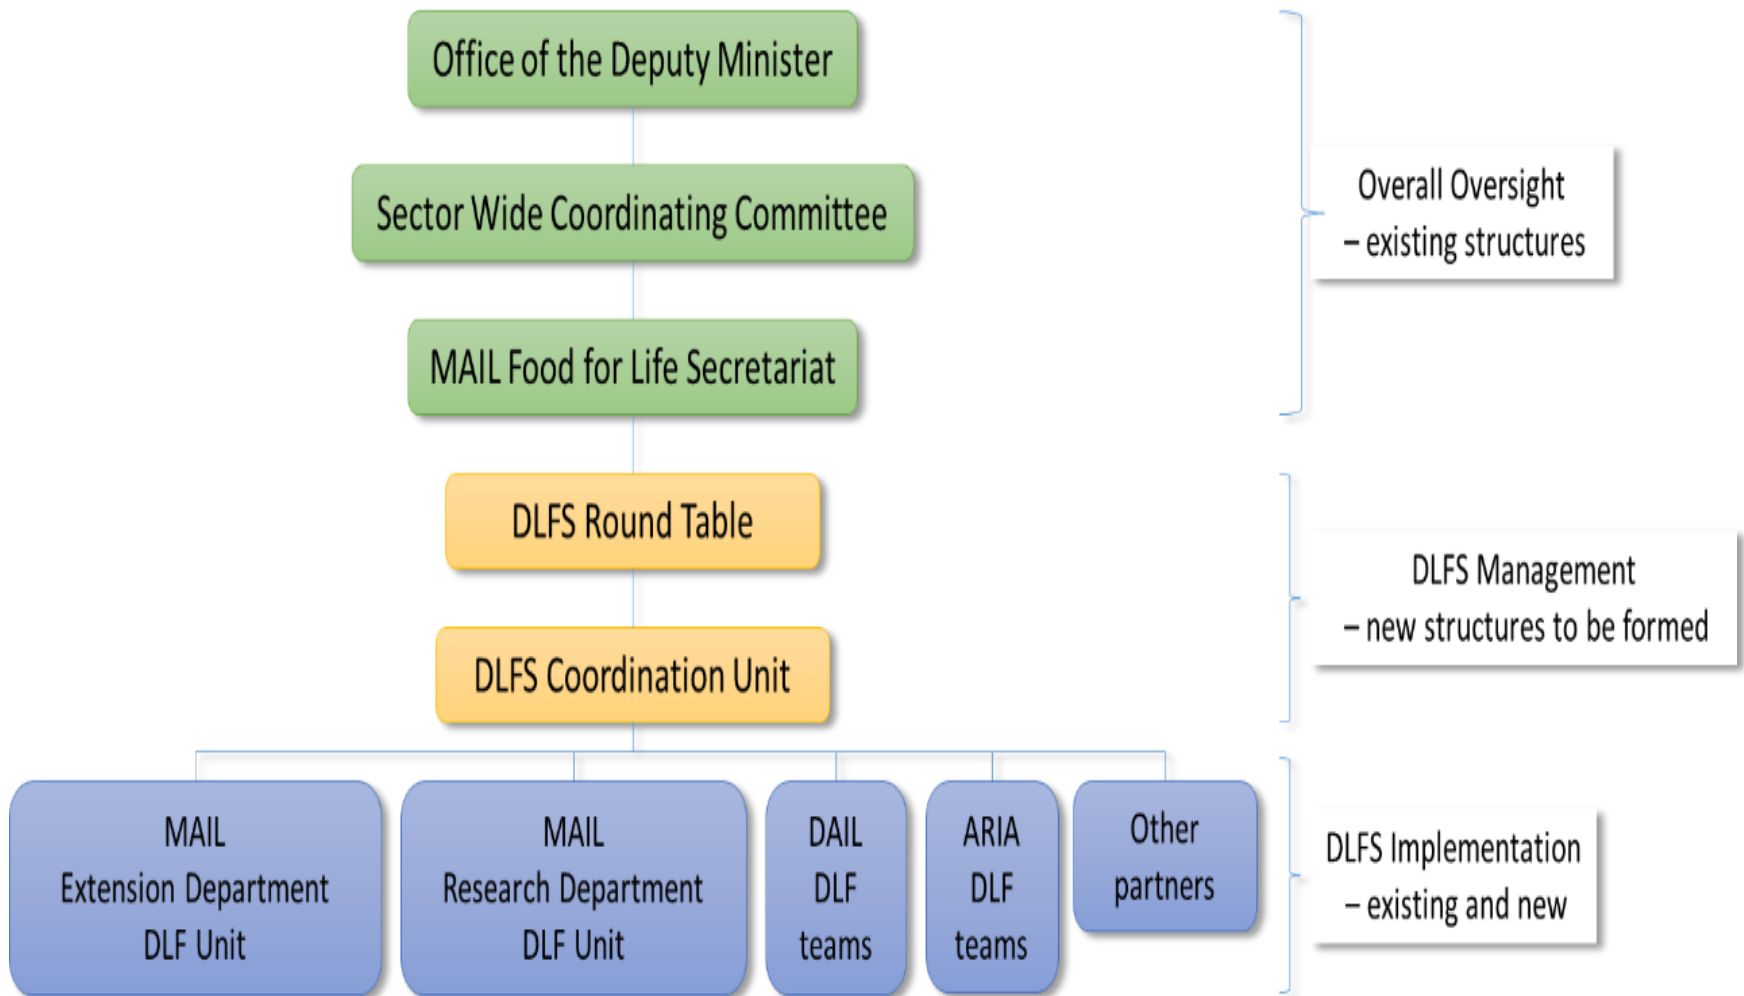 Office of the Deputy Minister
Sector Wide Coordinating Committee
Overall Oversight
– existing structures
MAIL Food for Life Secretariat
DLFS Round Table
DLFS Management
– new structures to be formed
DLFS Coordination Unit
MAIL
Extension Department
DLF Unit
MAIL
Research Department
DLF Unit
DAIL
DLF
teams
ARIA
DLF
teams
Other
partners
DLFS Implementation
– existing and new